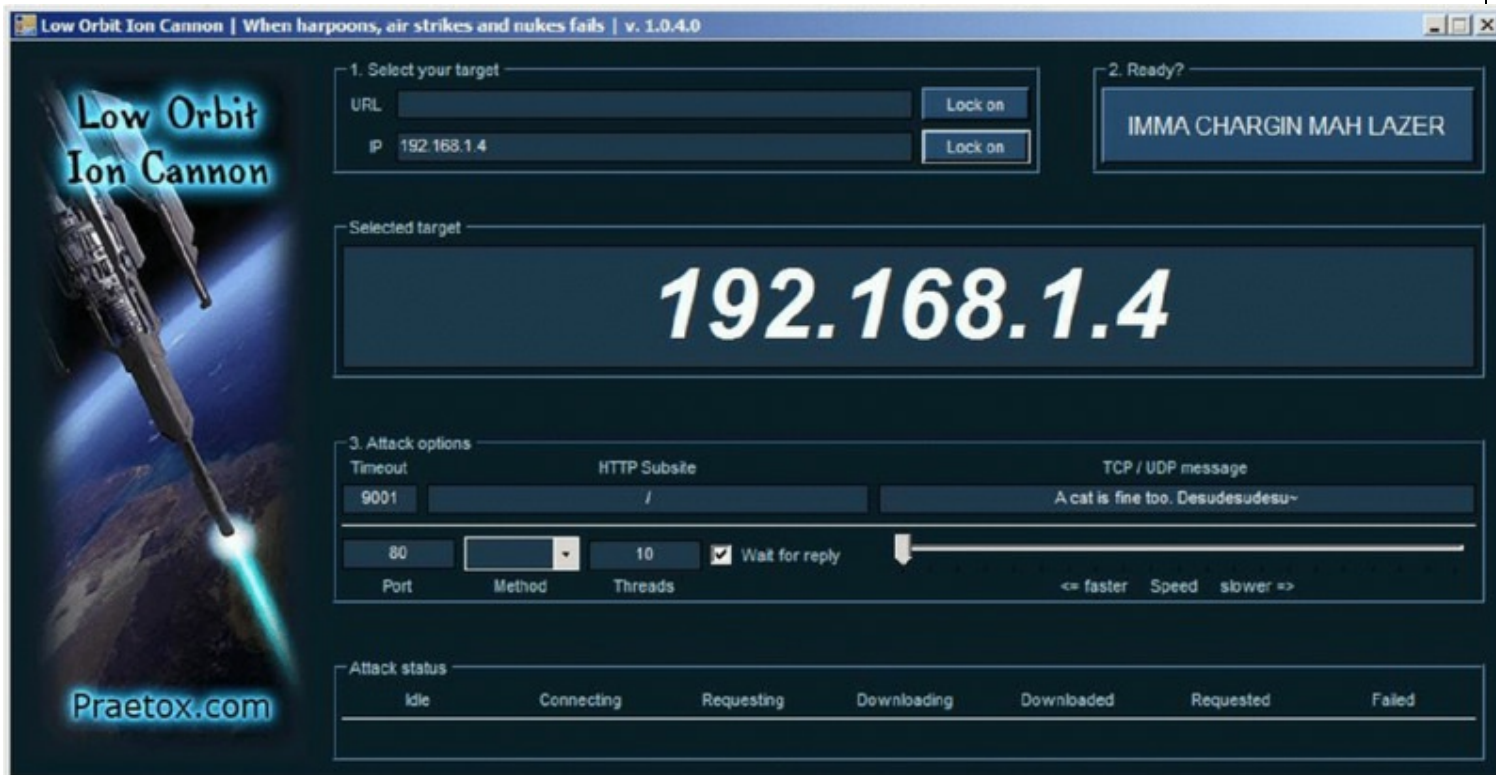 Low Orbit Ion Cannon | When harpoons, air strikes and nukes fails | v. 1.0.4.0
Low Orbit
Ion Cannon
Praetox.com
1. Select your target
URL Lock on
IP 192.168.1.4 Lock on
2. Ready?
IMMA CHARGIN MAH LAZER
Selected target
192.168.1.4
3. Attack options
Timeout HTTP Subsite TCP / UDP message
9001 / A cat is fine too. Desudesudesu~
80 10 Wait for reply
Port Method Threads <= faster Speed slower =>
Attack status
Idle Connecting Requesting Downloading Downloaded Requested Failed